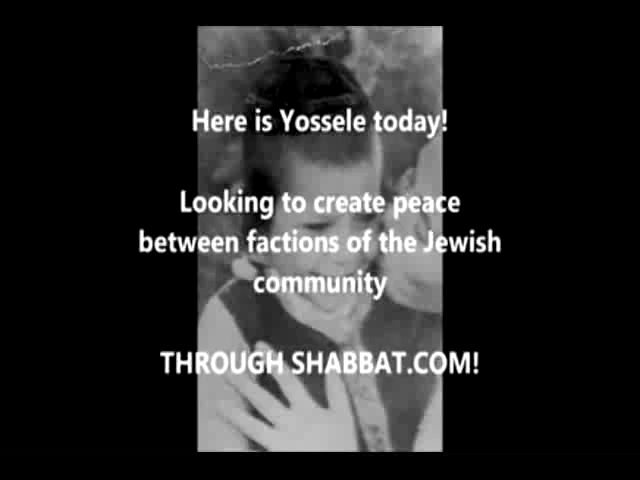 Here is Yossele today!
Looking to create peace
between factions of the Jewish
community
THROUGH SHABBAT.COM!